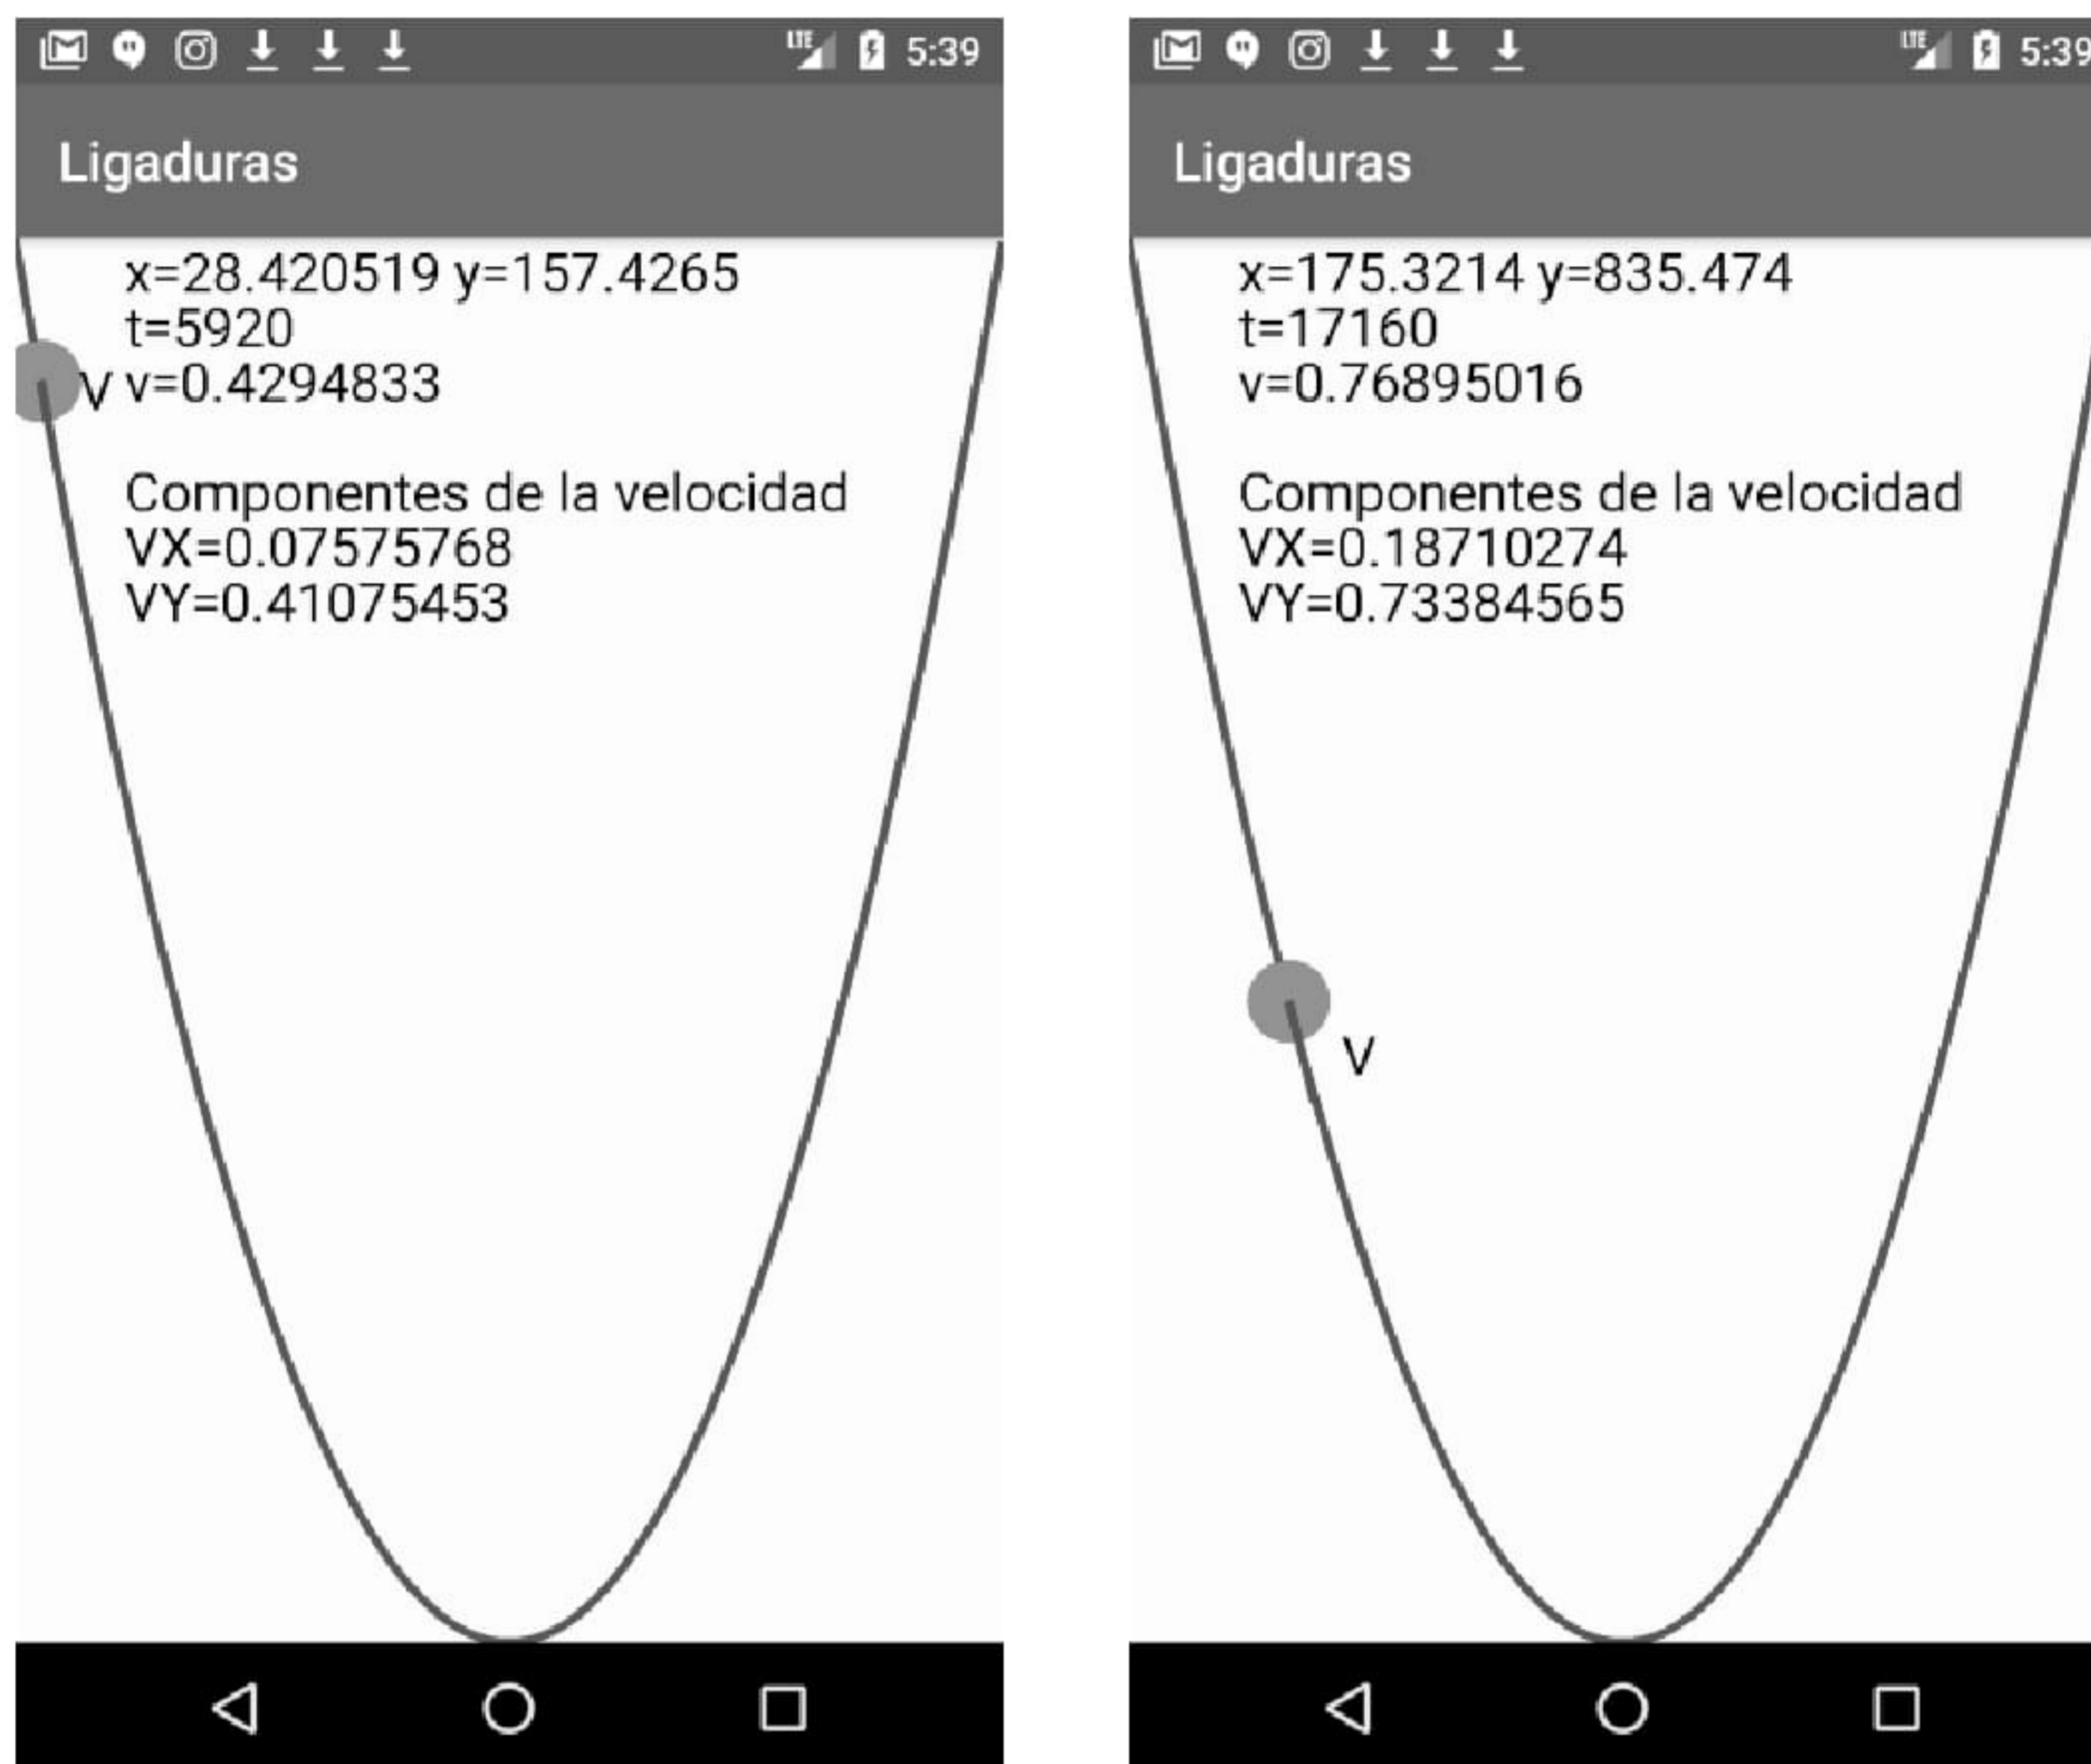 LTE 5:39
Ligaduras
x=28.420519 y=157.4265
t=5920
V v=0.4294833
Componentes de la velocidad
VX=0.07575768
VY=0.41075453
LTE 5:39
Ligaduras
x=175.3214 y=835.474
t=17160
v=0.76895016
Componentes de la velocidad
VX=0.18710274
VY=0.73384565
V